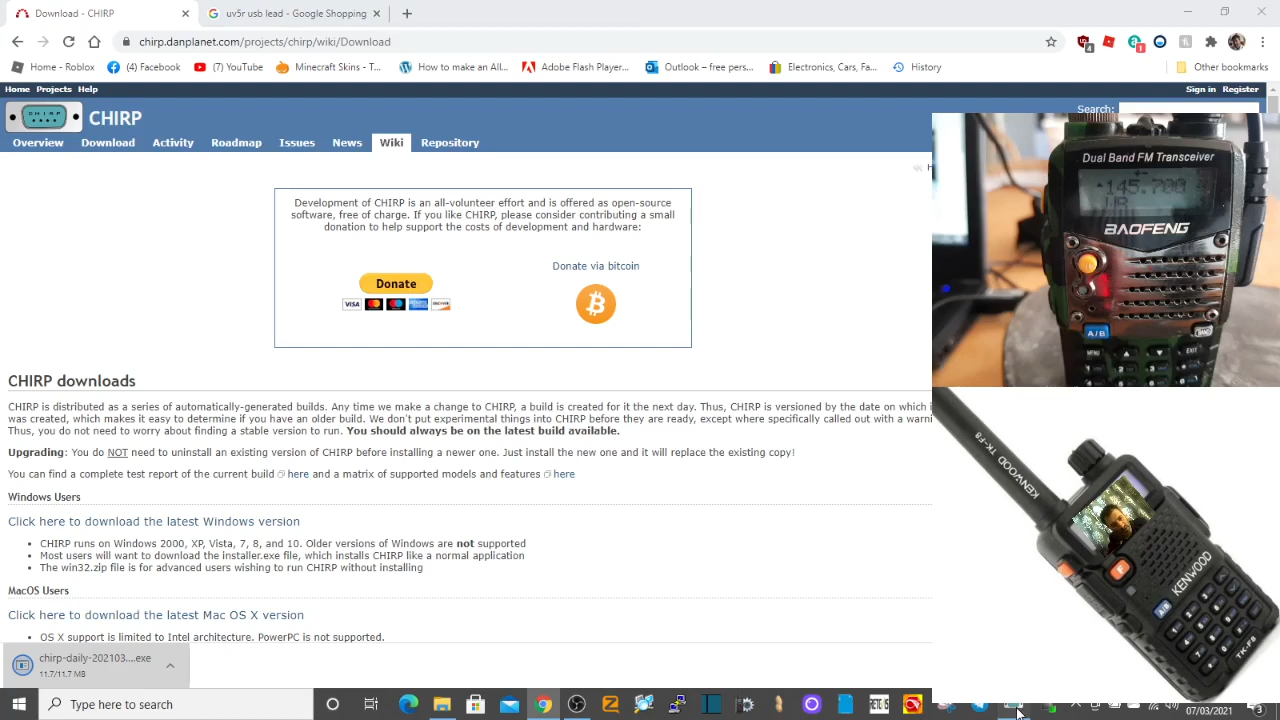 Download - CHIRP
uv5r usb lead - Google Shopping
chirp.danplanet.com/projects/chirp/wiki/Download
4
1
Home - Roblox
(4) Facebook
(7) YouTube
Minecraft Skins - T...
How to make an All...
Adobe Flash Player...
Outlook – free pers...
Electronics, Cars, Fa...
History
Other bookmarks
Home Projects Help
Sign in Register
CHIRP
CHIRP
Search:
Overview Download Activity Roadmap Issues News Wiki Repository
Development of CHIRP is an all-volunteer effort and is offered as open-source
software, free of charge. If you like CHIRP, please consider contributing a small
donation to help support the costs of development and hardware:
Donate via bitcoin
Donate
VISA
CHIRP downloads
CHIRP is distributed as a series of automatically-generated builds. Any time we make a change to CHIRP, a build is created for it the next day. Thus, CHIRP is versioned by the date on which i
was created, which makes it easy to determine if you have an older build. We don't put experimental things into CHIRP before they are ready, except where specifically called out with a warni
Thus, you do not need to worry about finding a stable version to run. You should always be on the latest build available.
Upgrading: You do NOT need to uninstall an existing version of CHIRP before installing a newer one. Just install the new one and it will replace the existing copy!
You can find a complete test report of the current build here and a matrix of supported models and features here
Windows Users
Click here to download the latest Windows version
CHIRP runs on Windows 2000, XP, Vista, 7, 8, and 10. Older versions of Windows are not supported
Most users will want to download the installer.exe file, which installs CHIRP like a normal application
The win32.zip file is for advanced users wishing to run CHIRP without installing
MacOS Users
Click here to download the latest Mac OS X version
OS X support is limited to Intel architecture. PowerPC is not supported.
chirp-daily-202103....exe
11.7/11.7 MB
Type here to search
07/03/2021
3
Dual Band FM Transceiver
145.700
BAOFENG
A/B
BAND
MENU
EXIT
KENWOOD TK-F8
F
KENWOOD
A/B
TK-F8